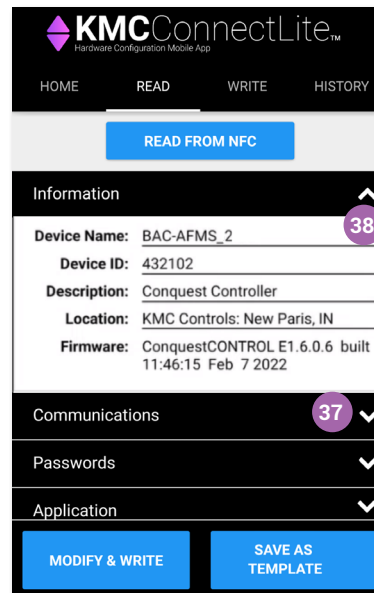 KMCConnectLite™
Hardware Configuration Mobile App
HOME READ WRITE HISTORY
READ FROM NFC
Information
38
Device Name: BAC-AFMS_2
Device ID: 432102
Description: Conquest Controller
Location: KMC Controls: New Paris, IN
Firmware: ConquestCONTROL E1.6.0.6 built
11:46:15 Feb 7 2022
Communications 37
Passwords
Application
MODIFY & WRITE
SAVE AS
TEMPLATE